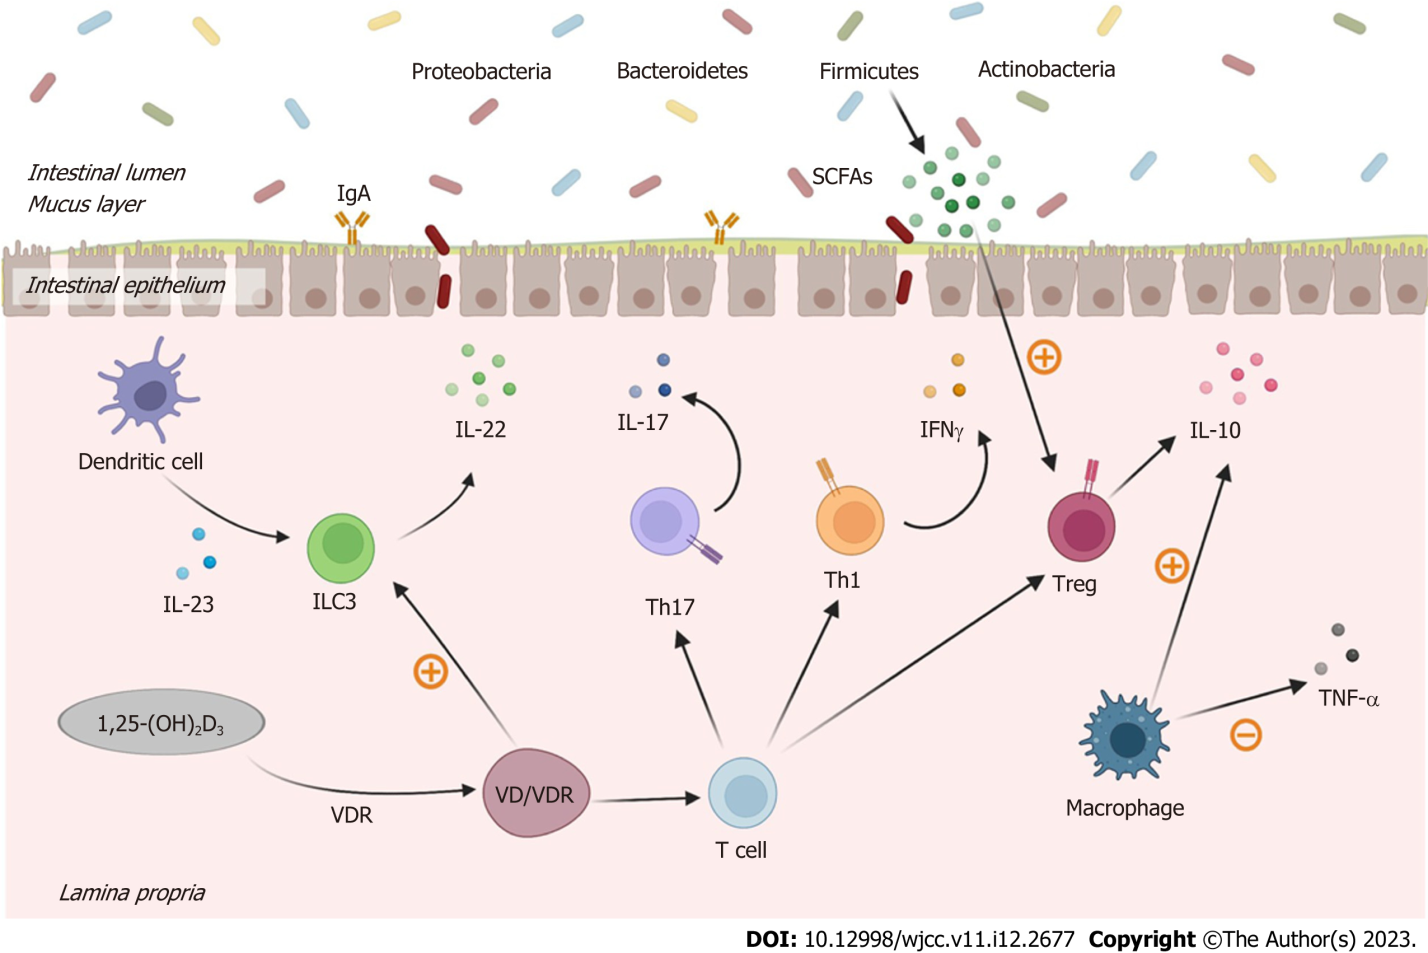 Proteobacteria
Bacteroidetes
Firmicutes
Actinobacteria
Intestinal lumen
Mucus layer
IgA
SCFAs
Intestinal epithelium
Dendritic cell
IL-22
IL-17
IFNγ
IL-10
IL-23
ILC3
Th17
Th1
Treg
1,25-(OH)₂D₃
VDR
VD/VDR
T cell
Macrophage
TNF-α
Lamina propria
DOI: 10.12998/wjcc.v11.i12.2677 Copyright ©The Author(s) 2023.